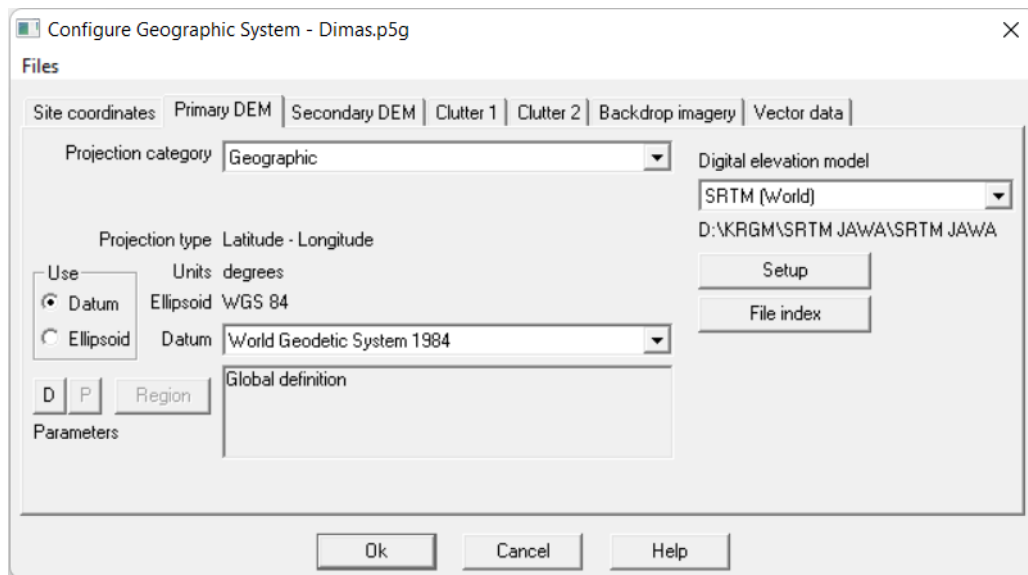 Configure Geographic System - Dimas.p5g
Files
Site coordinates Primary DEM Secondary DEM Clutter 1 Clutter 2 Backdrop imagery Vector data
Projection category Geographic
Digital elevation model
SRTM (World)
D:\KRGM\SRTM JAWA\SRTM JAWA
Setup
File index
Projection type Latitude - Longitude
Use
Datum
Ellipsoid
Units degrees
Ellipsoid WGS 84
Datum World Geodetic System 1984
D P Region
Parameters
Global definition
Ok Cancel Help